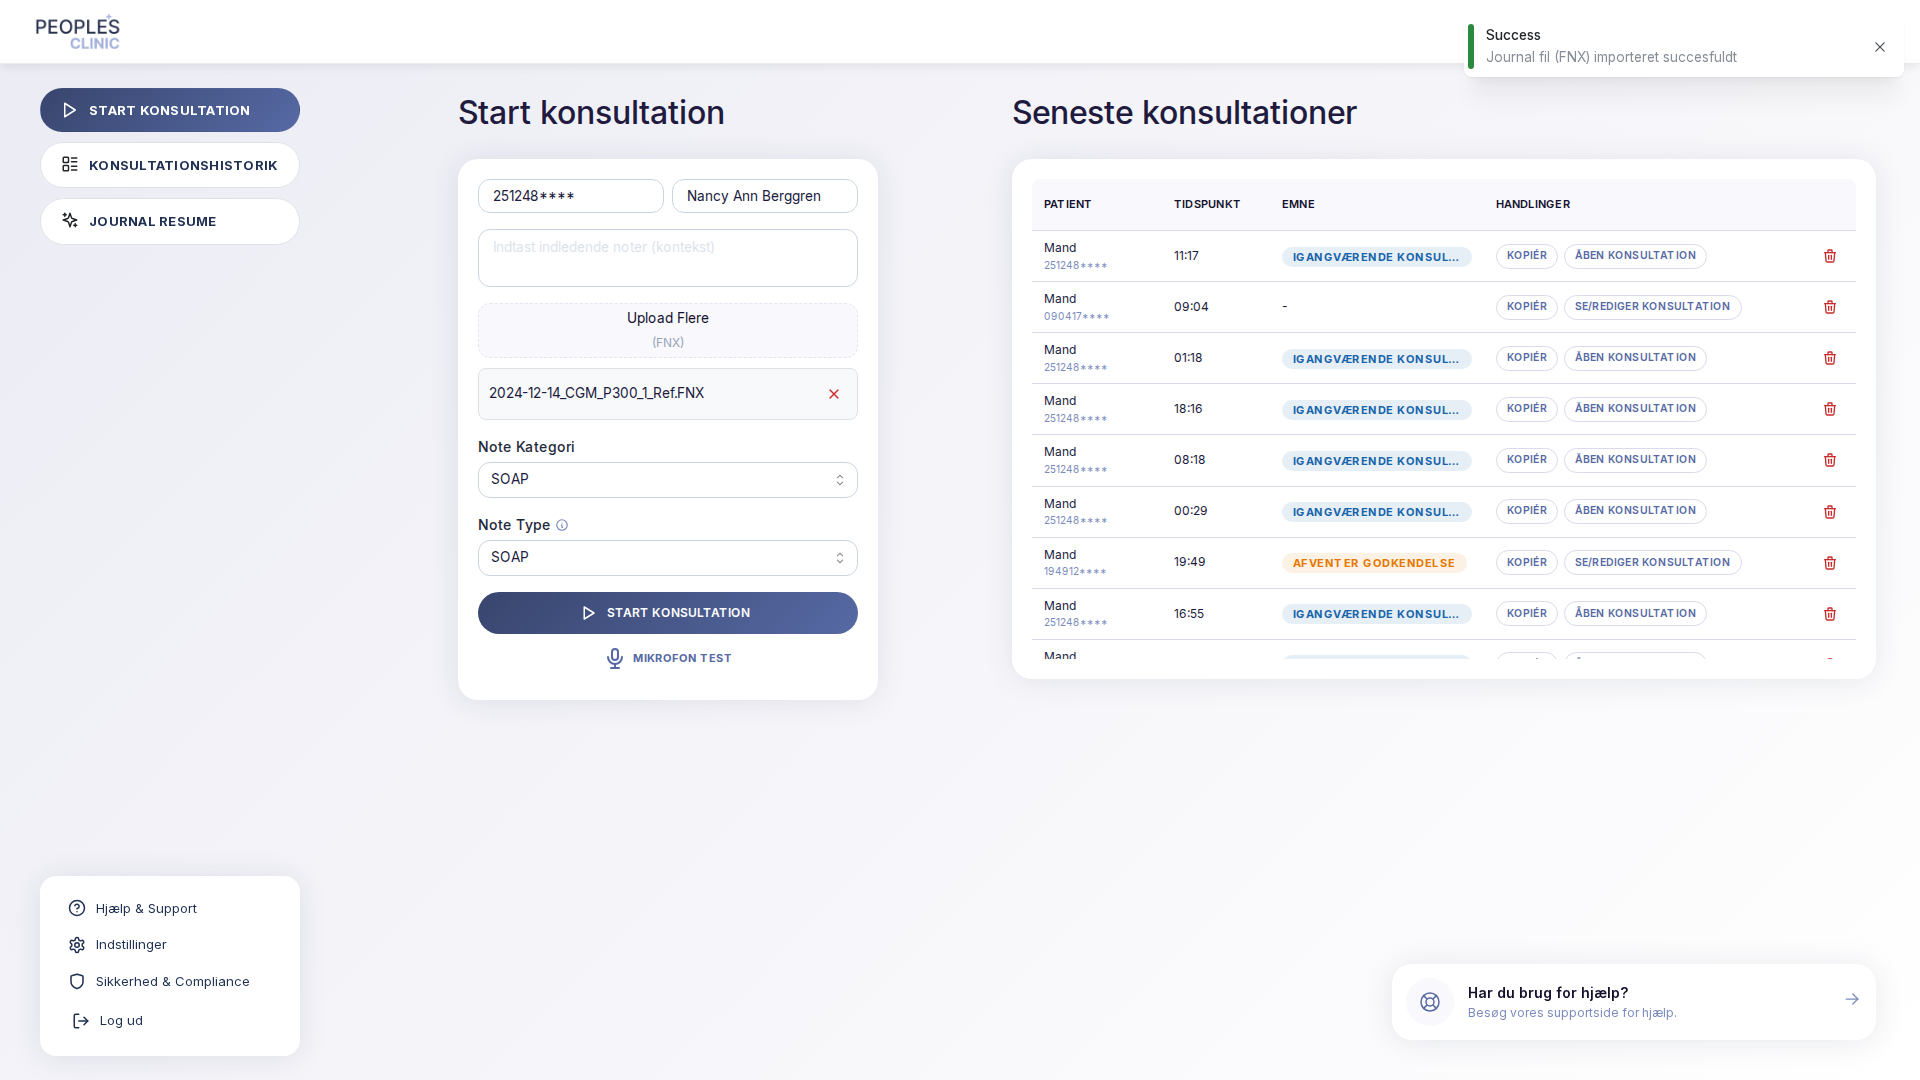 PEOPLES
CLINIC
Success
Journal fil (FNX) importeret succesfuldt
START KONSULTATION
KONSULTATIONSHISTORIK
JOURNAL RESUME
Start konsultation
251248****
Nancy Ann Berggren
Indtast indledende noter (kontekst)
Upload Flere
(FNX)
2024-12-14_CGM_P300_1_Ref.FNX
Note Kategori
SOAP
Note Type
SOAP
START KONSULTATION
MIKROFON TEST
Seneste konsultationer
PATIENT TIDSPUNKT EMNE HANDLINGER
Mand
251248****
11:17 IGANGVÆRENDE KONSUL... KOPIÉR ÅBEN KONSULTATION
Mand
090417****
09:04 - KOPIÉR SE/REDIGER KONSULTATION
Mand
251248****
01:18 IGANGVÆRENDE KONSUL... KOPIÉR ÅBEN KONSULTATION
Mand
251248****
18:16 IGANGVÆRENDE KONSUL... KOPIÉR ÅBEN KONSULTATION
Mand
251248****
08:18 IGANGVÆRENDE KONSUL... KOPIÉR ÅBEN KONSULTATION
Mand
251248****
00:29 IGANGVÆRENDE KONSUL... KOPIÉR ÅBEN KONSULTATION
Mand
194912****
19:49 AFVENTER GODKENDELSE KOPIÉR SE/REDIGER KONSULTATION
Mand
251248****
16:55 IGANGVÆRENDE KONSUL... KOPIÉR ÅBEN KONSULTATION
Mand
Hjælp & Support
Indstillinger
Sikkerhed & Compliance
Log ud
Har du brug for hjælp?
Besøg vores supportside for hjælp.